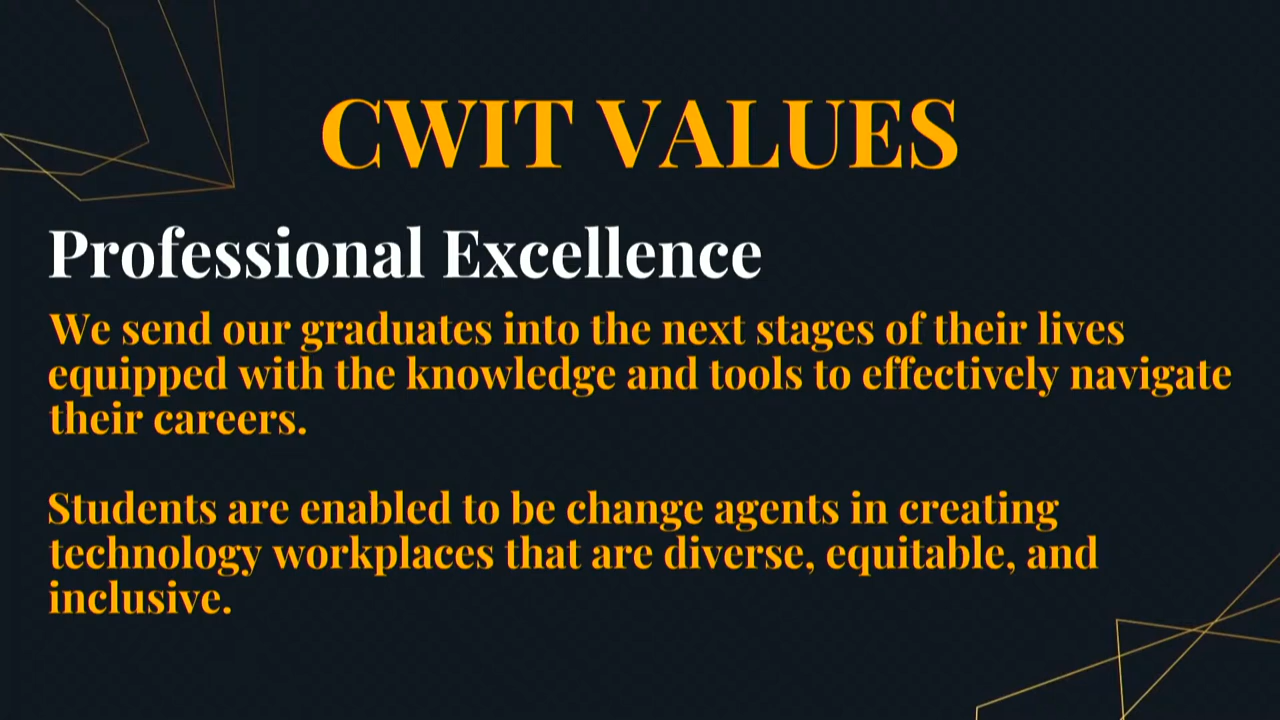 CWIT VALUES
Professional Excellence
We send our graduates into the next stages of their lives
equipped with the knowledge and tools to effectively navigate
their careers.
Students are enabled to be change agents in creating
technology workplaces that are diverse, equitable, and
inclusive.